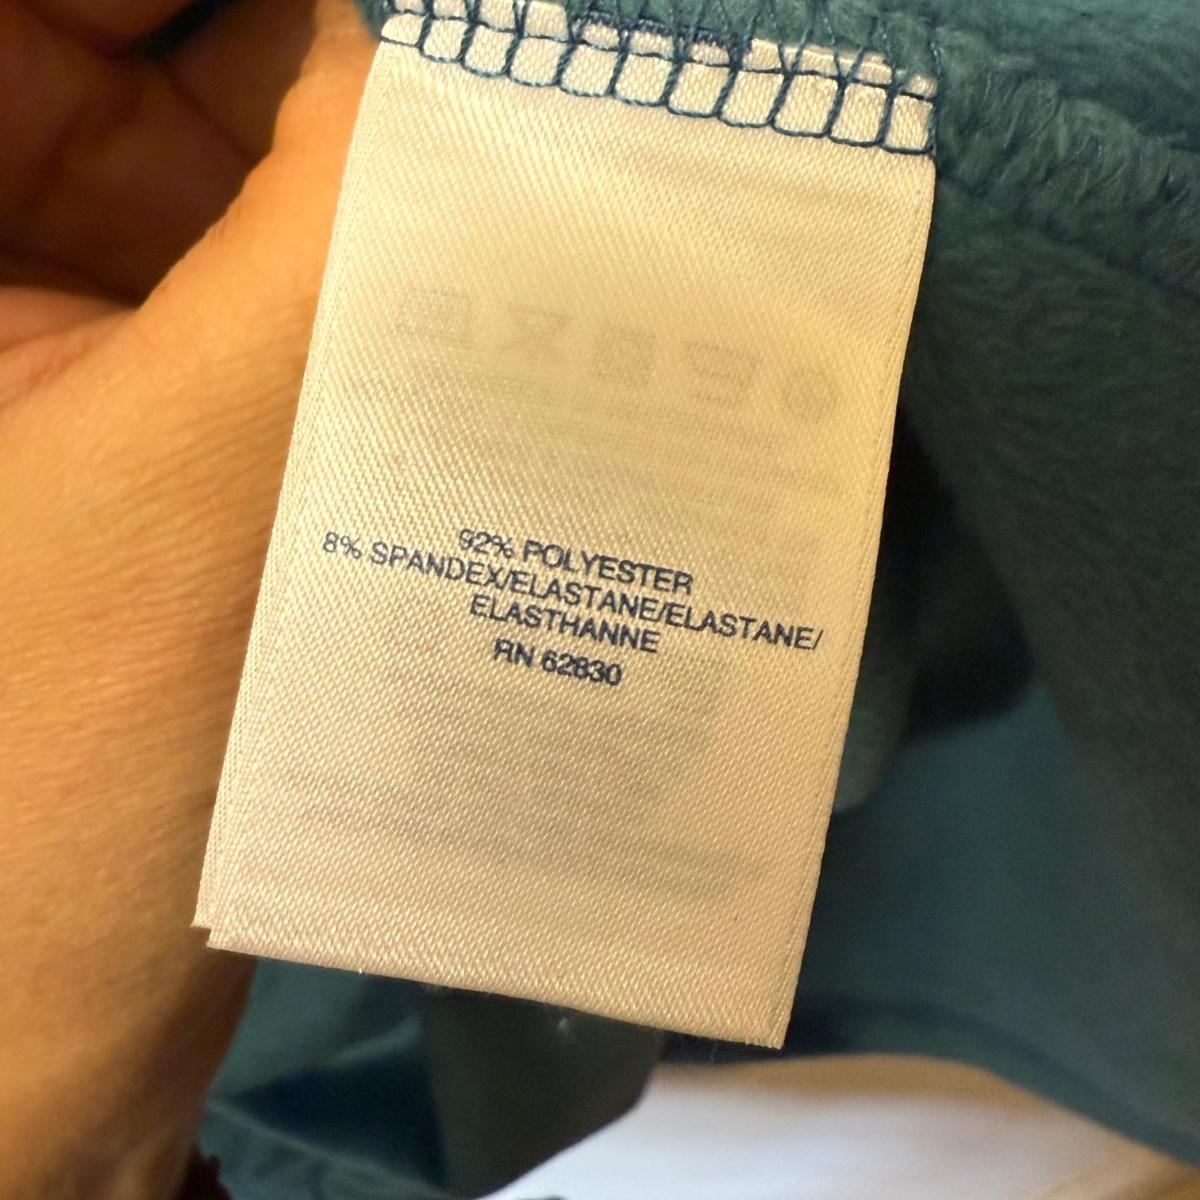 92% POLYESTER
8% SPANDEX/ELASTANE/ELASTANE/
ELASTHANNE
RN 62830